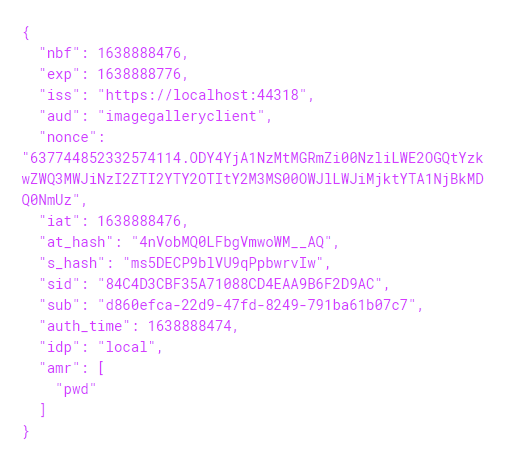 {
"nbf": 1638888476,
"exp": 1638888776,
"iss": "https://localhost:44318",
"aud": "imagegalleryclient",
"nonce":
"637744852332574114.ODY4YjA1NzMtMGRmZi00NzliLWE2OGQtYzk
wZWQ3MWJiNzI2ZTI2YTY2OTItY2M3MS00OWJlLWJiMjktYTA1NjBkMD
Q0NmUz",
"iat": 1638888476,
"at_hash": "4nVobMQ0LFbgVmwoWM__AQ",
"s_hash": "ms5DECP9blVU9qPpbwrvIw",
"sid": "84C4D3CBF35A71088CD4EAA9B6F2D9AC",
"sub": "d860efca-22d9-47fd-8249-791ba61b07c7",
"auth_time": 1638888474,
"idp": "local",
"amr": [
"pwd"
]
}